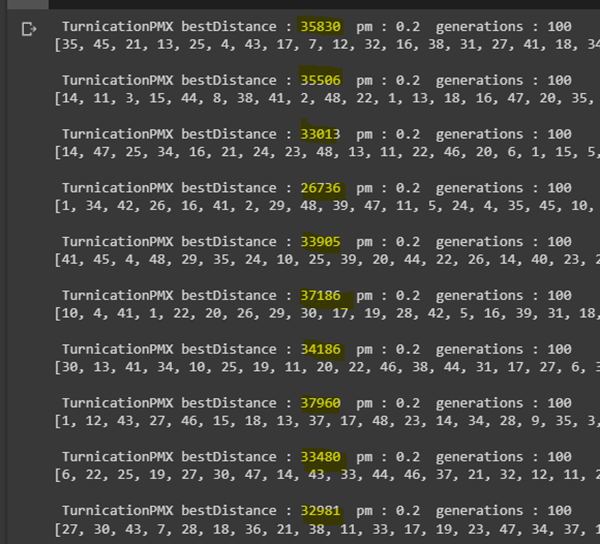 TurnicationPMX bestDistance : 35830 pm : 0.2 generations : 100
[35, 45, 21, 13, 25, 4, 43, 17, 7, 12, 32, 16, 38, 31, 27, 41, 18, 34
TurnicationPMX bestDistance : 35506 pm : 0.2 generations : 100
[14, 11, 3, 15, 44, 8, 38, 41, 2, 48, 22, 1, 13, 18, 16, 47, 20, 35,
TurnicationPMX bestDistance : 33013 pm : 0.2 generations : 100
[14, 47, 25, 34, 16, 21, 24, 23, 48, 13, 11, 22, 46, 20, 6, 1, 15, 5,
TurnicationPMX bestDistance : 26736 pm : 0.2 generations : 100
[1, 34, 42, 26, 16, 41, 2, 29, 48, 39, 47, 11, 5, 24, 4, 35, 45, 10,
TurnicationPMX bestDistance : 33905 pm : 0.2 generations : 100
[41, 45, 4, 48, 29, 35, 24, 10, 25, 39, 20, 44, 22, 26, 14, 40, 23, 2
TurnicationPMX bestDistance : 37186 pm : 0.2 generations : 100
[10, 4, 41, 1, 22, 20, 26, 29, 30, 17, 19, 28, 42, 5, 16, 39, 31, 18,
TurnicationPMX bestDistance : 34186 pm : 0.2 generations : 100
[30, 13, 41, 34, 10, 25, 19, 11, 20, 22, 46, 38, 44, 31, 17, 27, 6, 3
TurnicationPMX bestDistance : 37960 pm : 0.2 generations : 100
[1, 12, 43, 27, 46, 15, 18, 13, 37, 17, 48, 23, 14, 34, 28, 9, 35, 3,
TurnicationPMX bestDistance : 33480 pm : 0.2 generations : 100
[6, 22, 25, 19, 27, 30, 47, 14, 43, 33, 44, 46, 37, 21, 32, 12, 11, 2
TurnicationPMX bestDistance : 32981 pm : 0.2 generations : 100
[27, 30, 43, 7, 28, 18, 36, 21, 38, 11, 33, 17, 19, 23, 47, 34, 37, 1